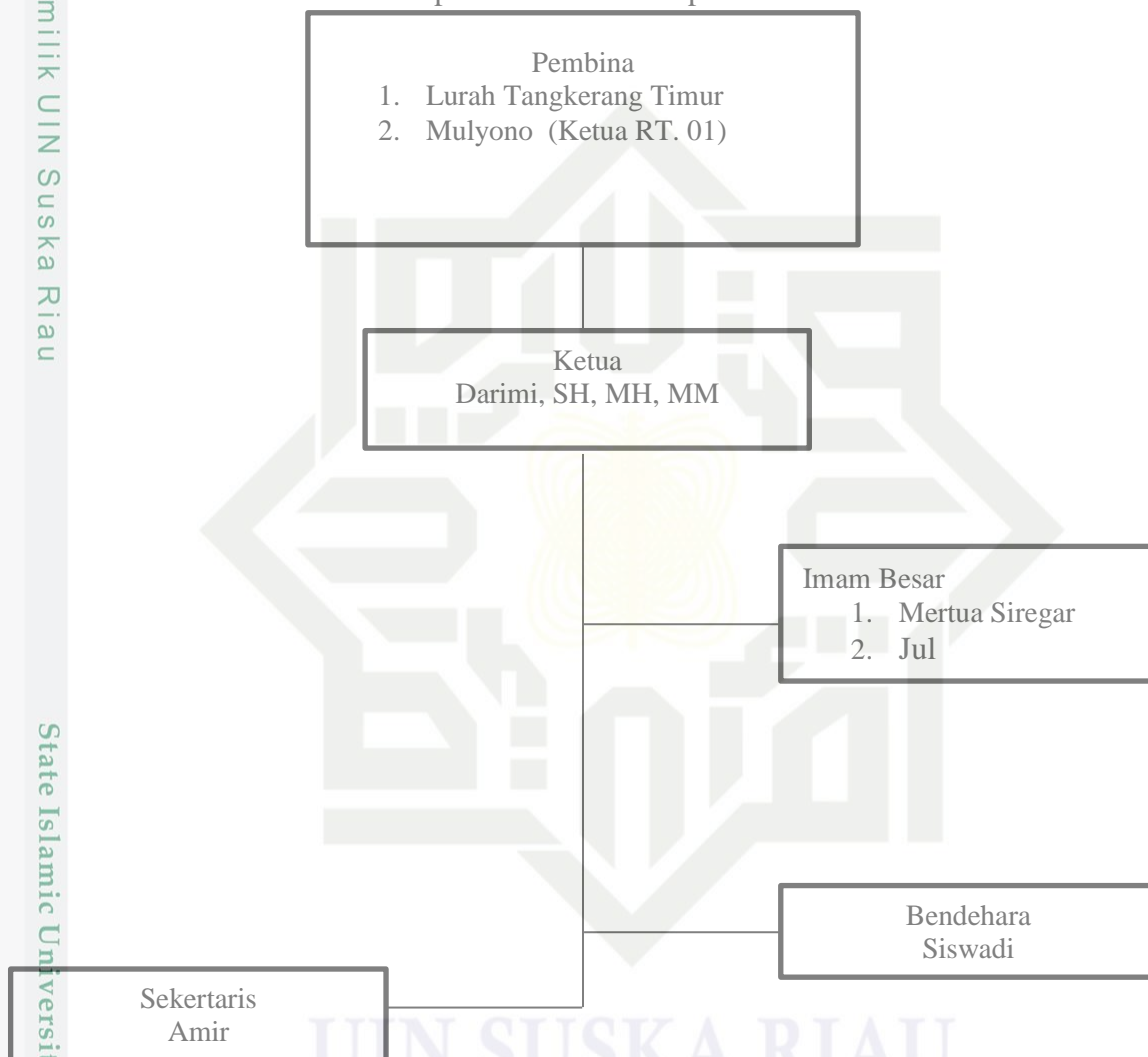 milik UIN Suska Riau
Pembina
1. Lurah Tangkerang Timur
2. Mulyono (Ketua RT. 01)
Ketua
Darimi, SH, MH, MM
Imam Besar
1. Mertua Siregar
2. Jul
Bendehara
Siswadi
Sekertaris
Amir
State Islamic Universit
UIN SUSKA RIAU